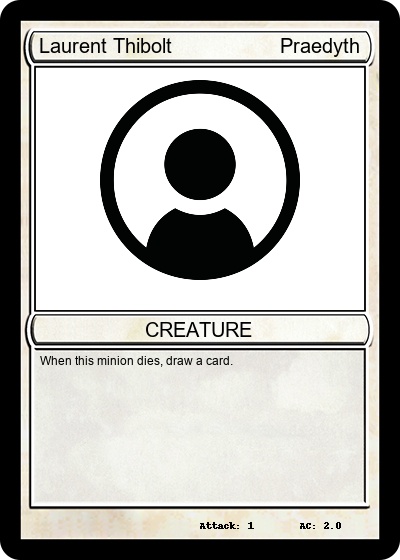 Laurent Thibolt Praedyth
CREATURE
When this minion dies, draw a card.
Attack: 1 AC: 2.0